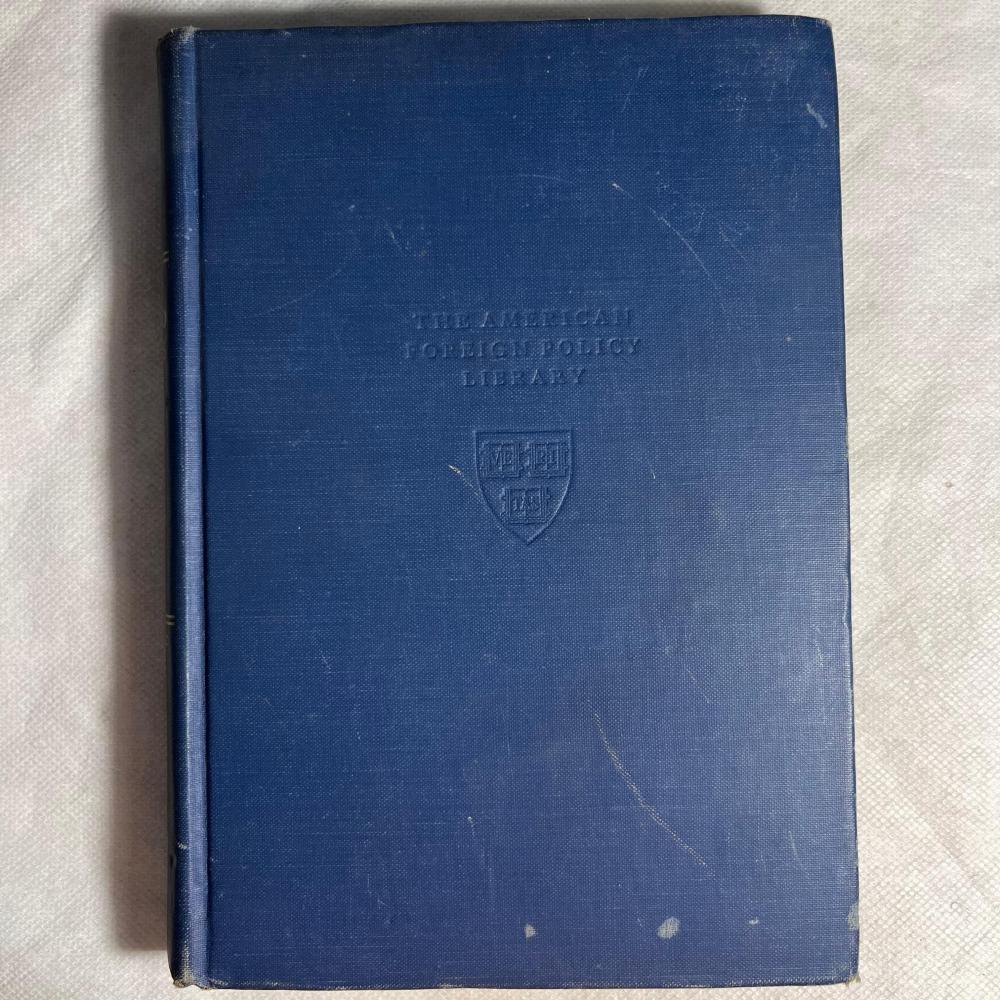 THE AMERICAN
FOREIGN POLICY
LIBRARY
VE RI
TAS